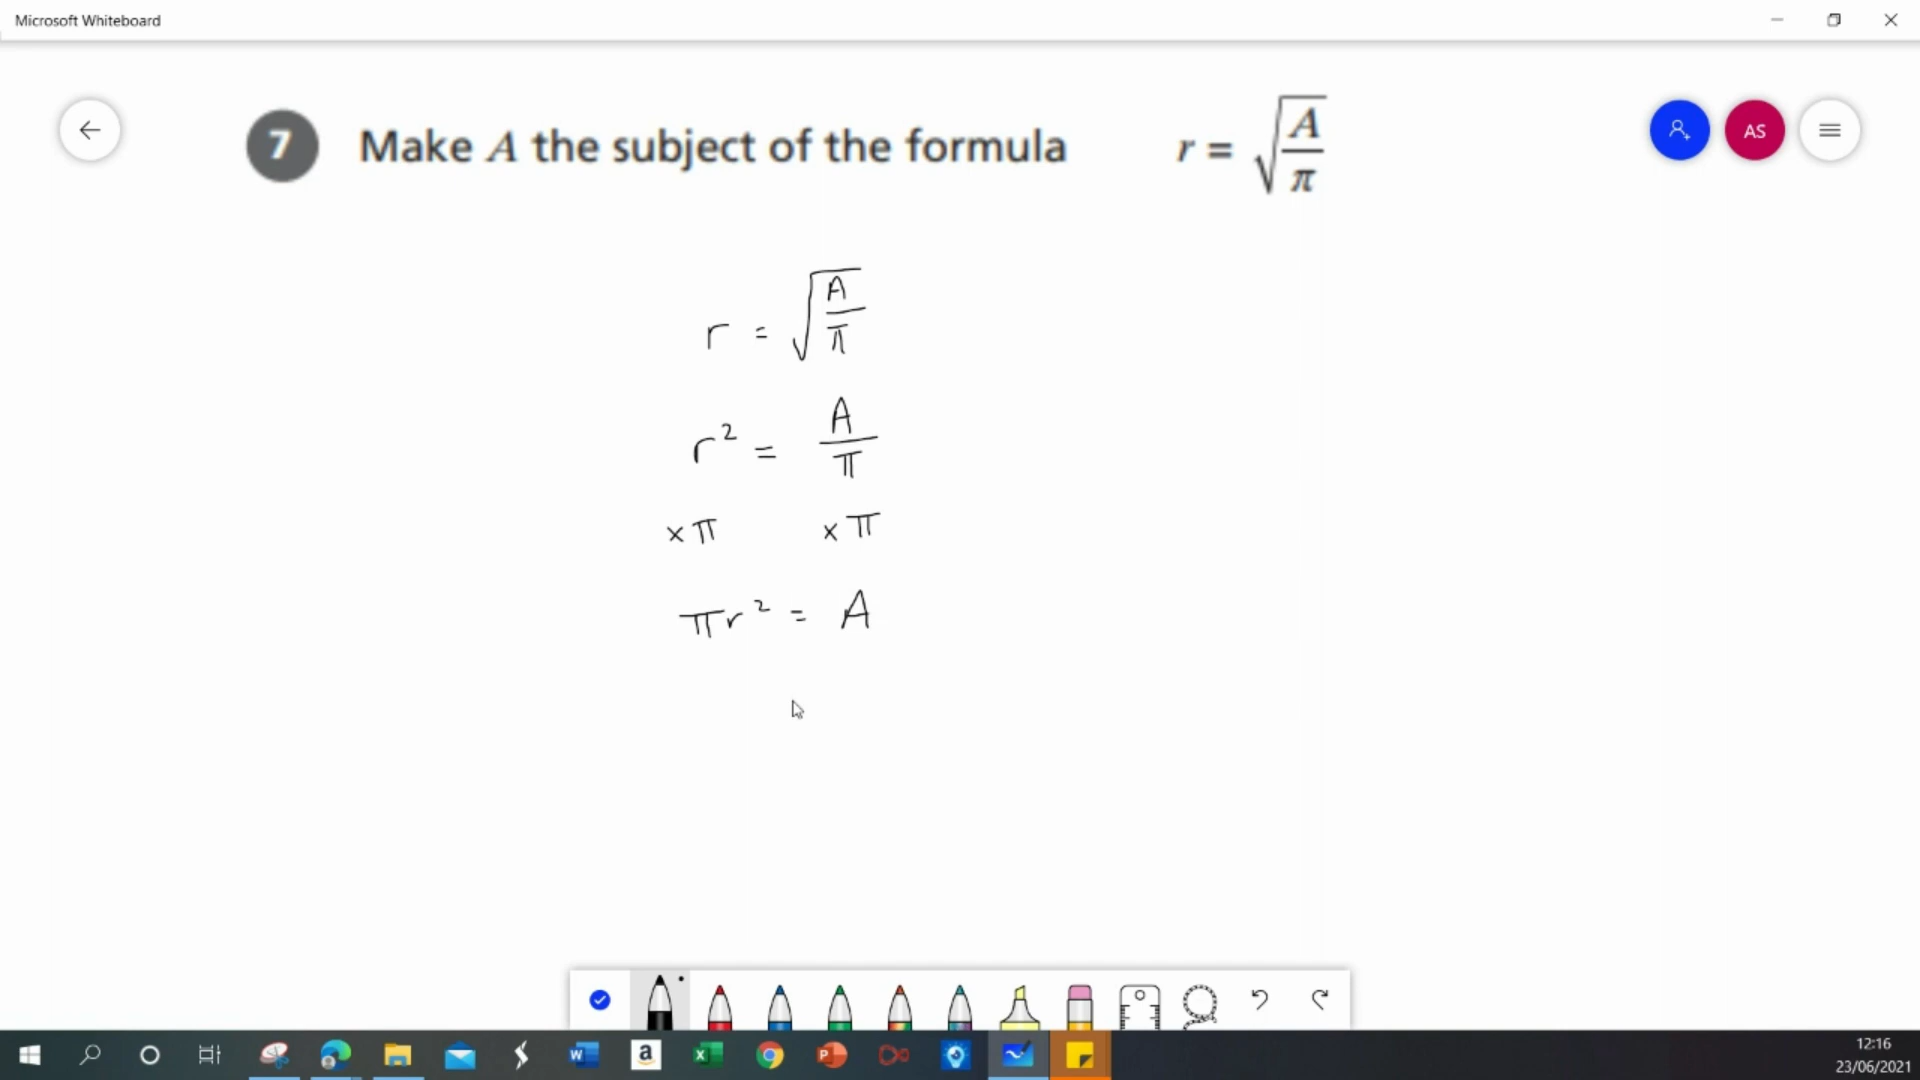 Microsoft Whiteboard
7 Make A the subject of the formula r = √(A/π)
AS
r = √(A/π)
r² = A/π
×π ×π
πr² = A
12:16
23/06/2021